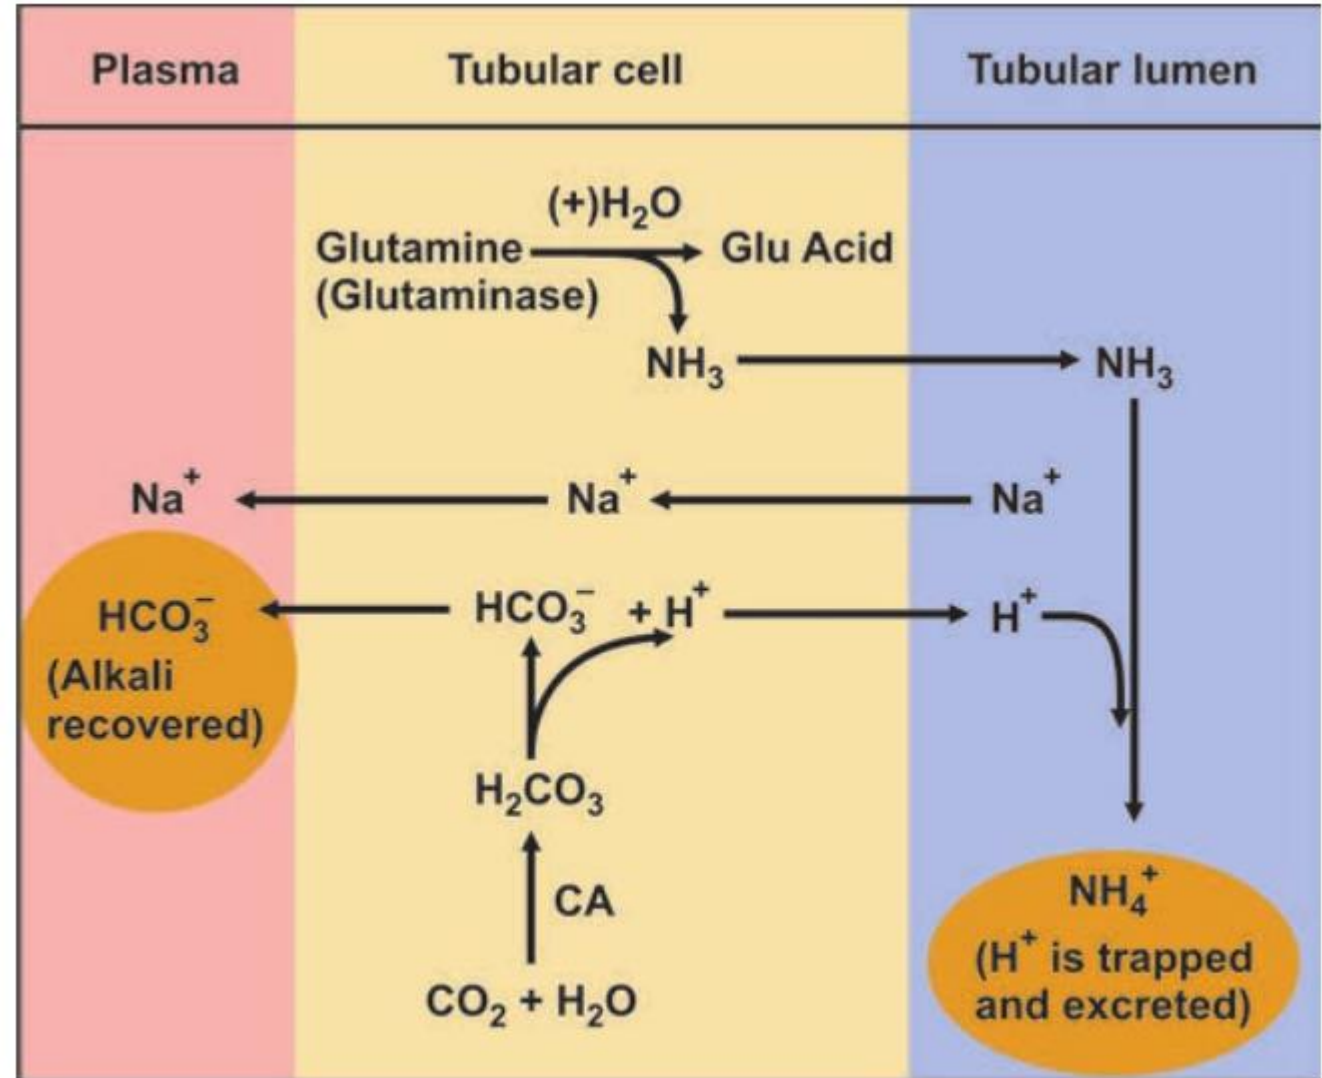 Plasma
Tubular cell
Tubular lumen
(+)H₂O
Glutamine
Glu Acid
(Glutaminase)
NH₃
NH₃
Na⁺
Na⁺
Na⁺
HCO₃⁻
HCO₃⁻ + H⁺
H⁺
(Alkali
recovered)
H₂CO₃
CA
CO₂ + H₂O
NH₄⁺
(H⁺ is trapped
and excreted)